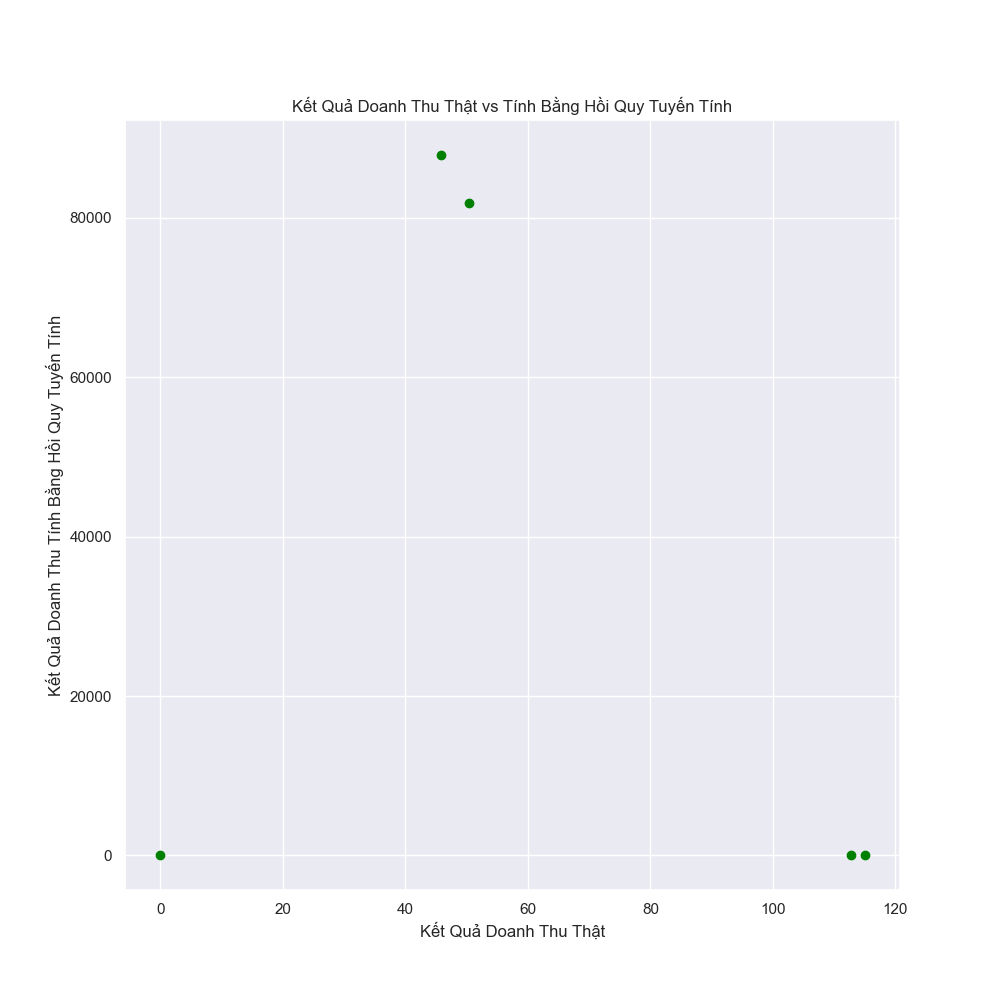 Kết Quả Doanh Thu Thật vs Tính Bằng Hồi Quy Tuyến Tính
Kết Quả Doanh Thu Tính Bằng Hồi Quy Tuyến Tính
80000
60000
40000
20000
0
0 20 40 60 80 100 120
Kết Quả Doanh Thu Thật